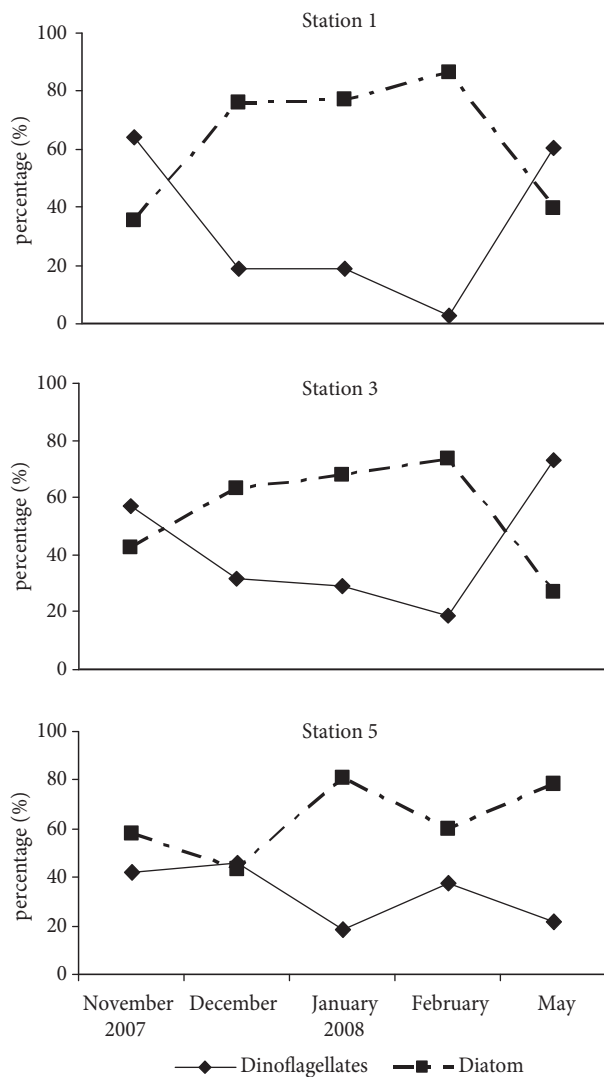 Station 1
percentage (%)
100
80
60
40
20
0
Station 3
percentage (%)
100
80
60
40
20
0
Station 5
percentage (%)
100
80
60
40
20
0
November December January February May
2007 2008
Dinoflagellates Diatom